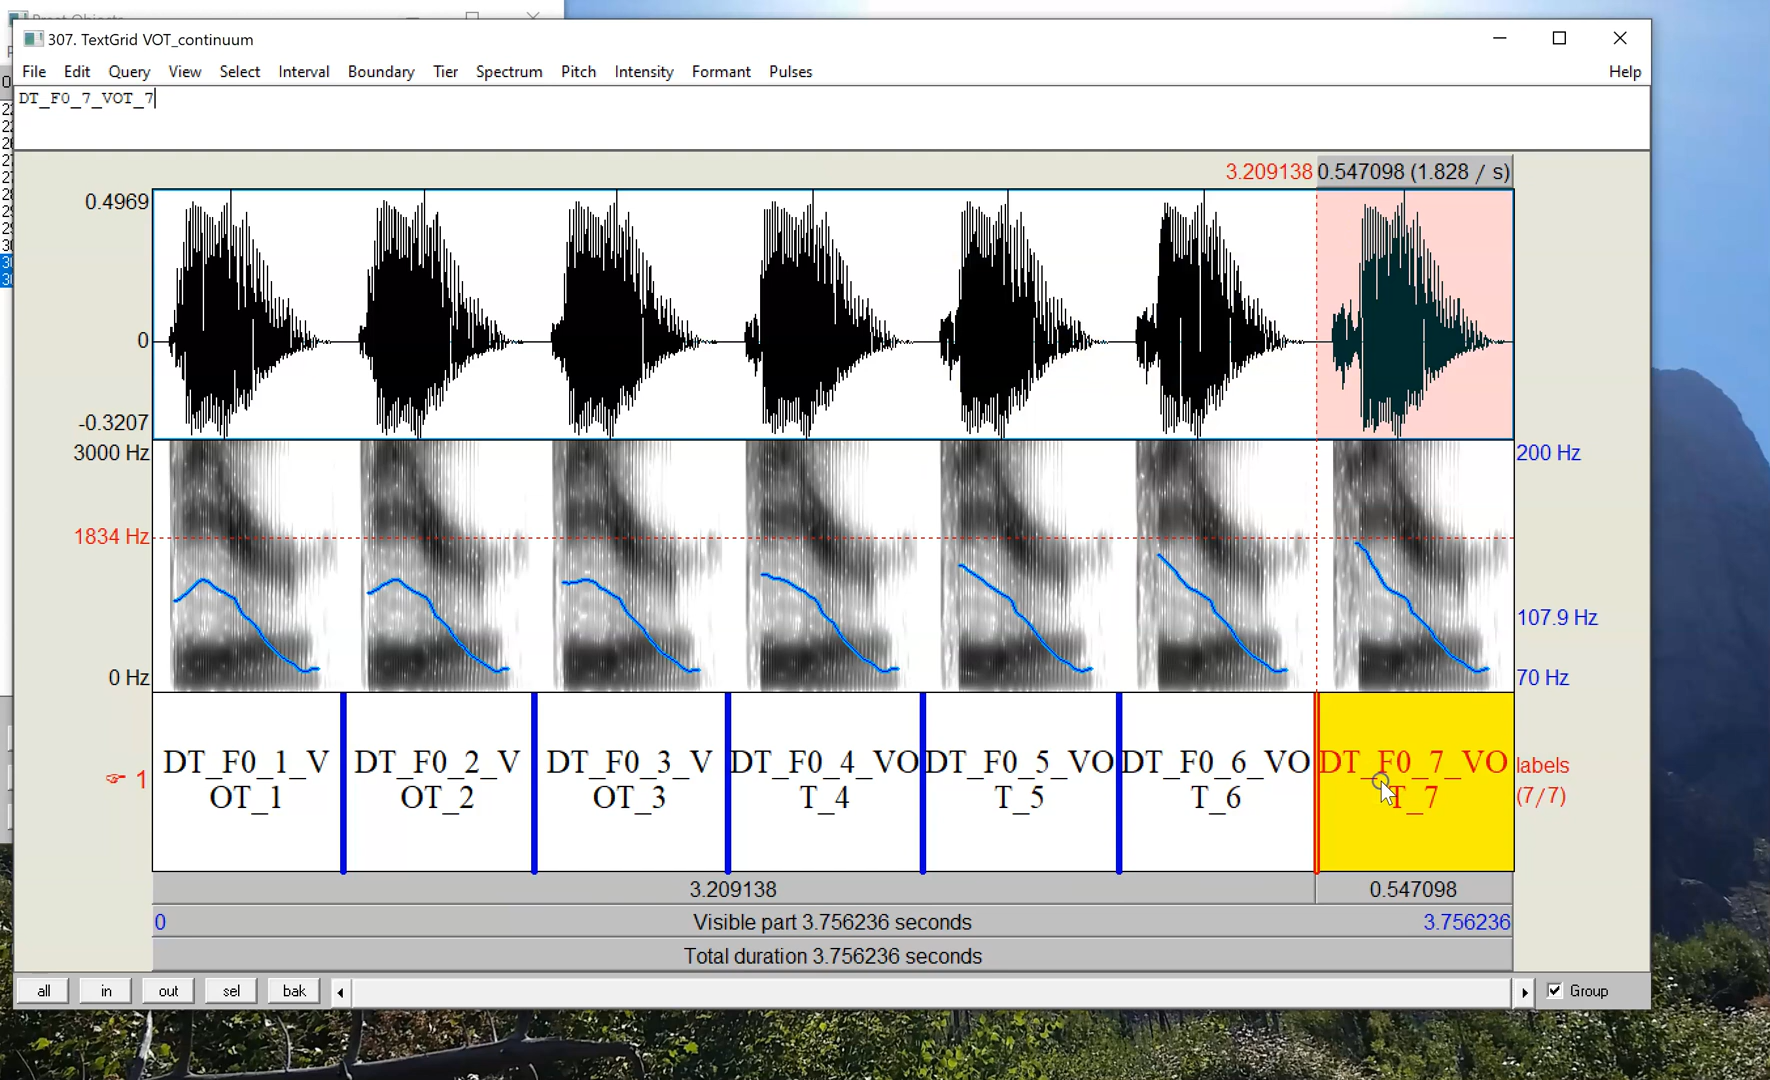 Praat Objects
307. TextGrid VOT_continuum
File Edit Query View Select Interval Boundary Tier Spectrum Pitch Intensity Formant Pulses Help
DT_F0_7_VOT_7
3.209138 0.547098 (1.828 / s)
0.4969
0
-0.3207
3000 Hz 200 Hz
1834 Hz
107.9 Hz
0 Hz 70 Hz
DT_F0_1_V DT_F0_2_V DT_F0_3_V DT_F0_4_VO DT_F0_5_VO DT_F0_6_VO DT_F0_7_VO labels
☞ 1 OT_1 OT_2 OT_3 T_4 T_5 T_6 T_7 (7/7)
3.209138 0.547098
0 Visible part 3.756236 seconds 3.756236
Total duration 3.756236 seconds
all in out sel bak Group